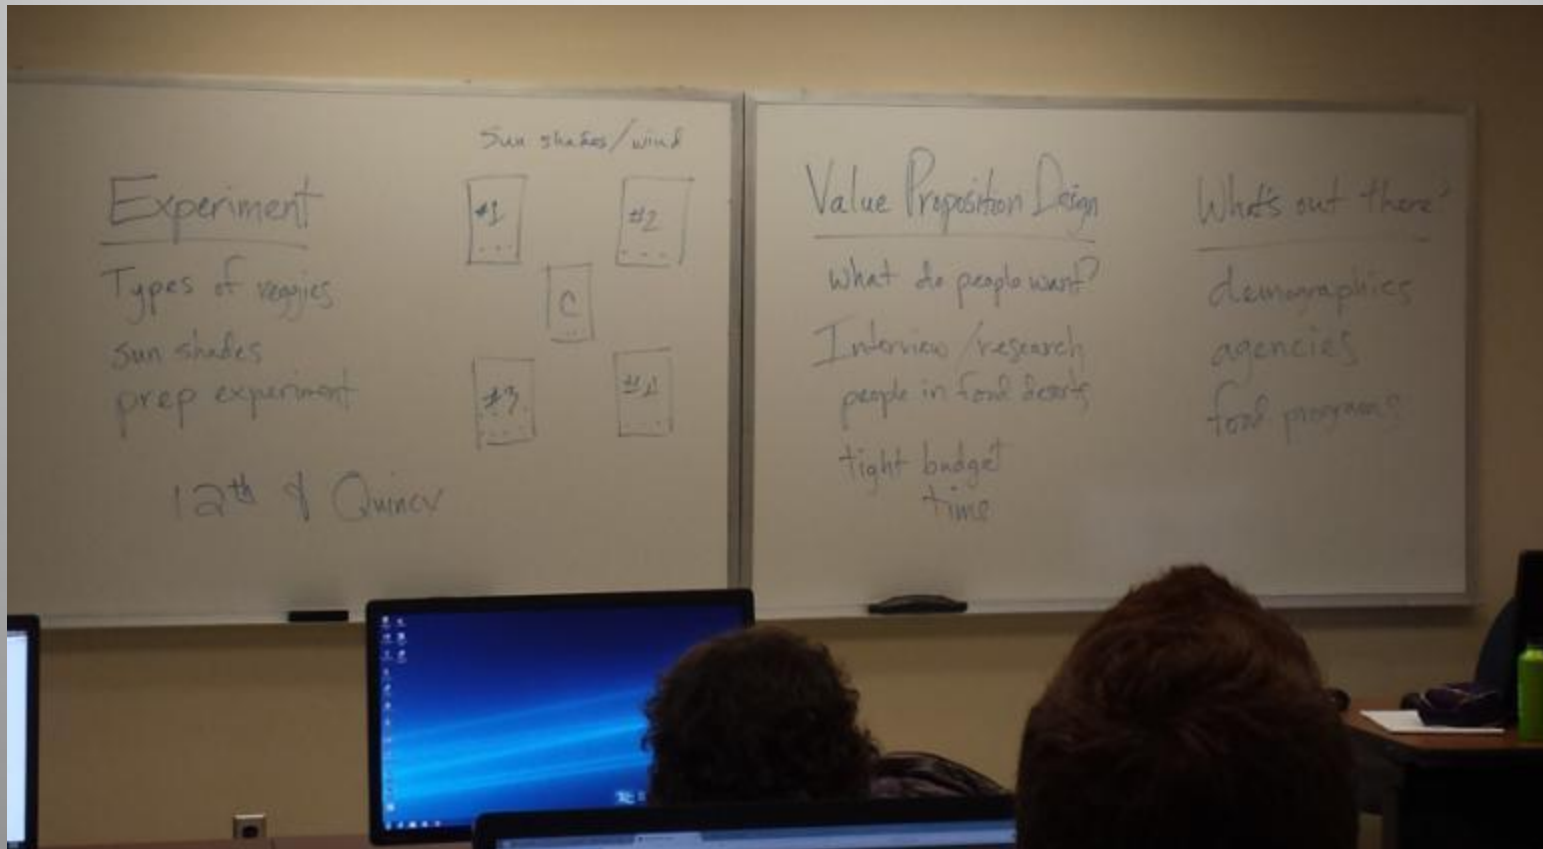 Experiment
Types of veggies
sun shades
prep experiment
12th & Quincy
Sun shades/wind
#1
#2
C
#3
#4
Value Proposition Design
What do people want?
Interview/research
people in food deserts
tight budget
time
What's out there?
demographics
agencies
food programs